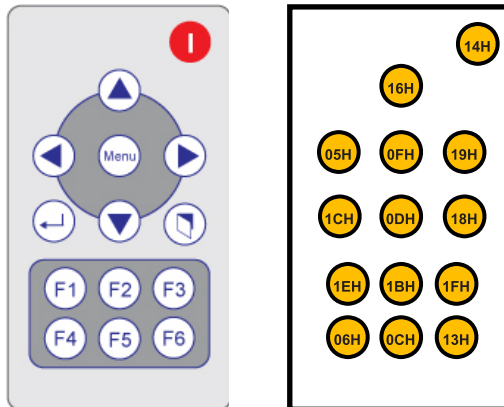 I
Menu
F1 F2 F3
F4 F5 F6
14H
16H
05H 0FH 19H
1CH 0DH 18H
1EH 1BH 1FH
06H 0CH 13H